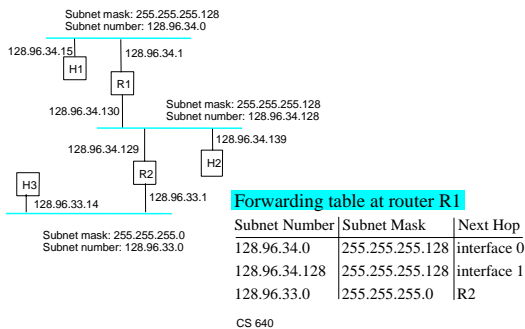 Subnet mask: 255.255.255.128
Subnet number: 128.96.34.0
128.96.34.15
128.96.34.1
H1
R1
128.96.34.130
Subnet mask: 255.255.255.128
Subnet number: 128.96.34.128
128.96.34.129
128.96.34.139
R2
H2
H3
128.96.33.14
128.96.33.1
Subnet mask: 255.255.255.0
Subnet number: 128.96.33.0
Forwarding table at router R1
Subnet Number Subnet Mask Next Hop
128.96.34.0 255.255.255.128 interface 0
128.96.34.128 255.255.255.128 interface 1
128.96.33.0 255.255.255.0 R2
CS 640